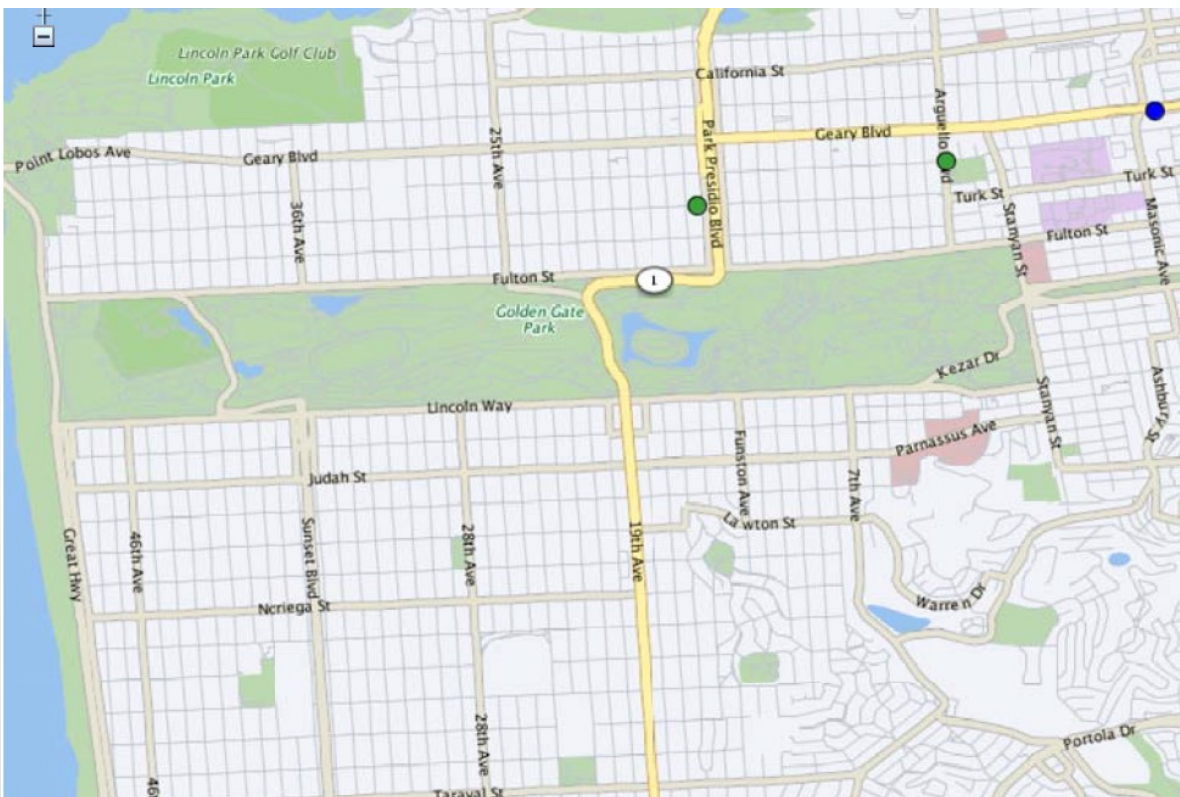 Lincoln Park Golf Club
Lincoln Park
California St
Park Presidio Blvd
Arguello
vd
Geary Blvd
Point Lobos Ave
Geary Blvd
25th Ave
36th Ave
Turk St
Turk St
Stanyan St
Masonic Ave
Fulton St
Fulton St
1
Golden Gate
Park
Kezar Dr
Lincoln Way
Stanyan St
Ashbury St
Parnassus Ave
Funston Ave
7th Ave
Judah St
Lawton St
Great Hwy
46th Ave
Sunset Blvd
28th Ave
19th Ave
Noriega St
Warren Dr
28th Ave
Portola Dr
46
Taraval St